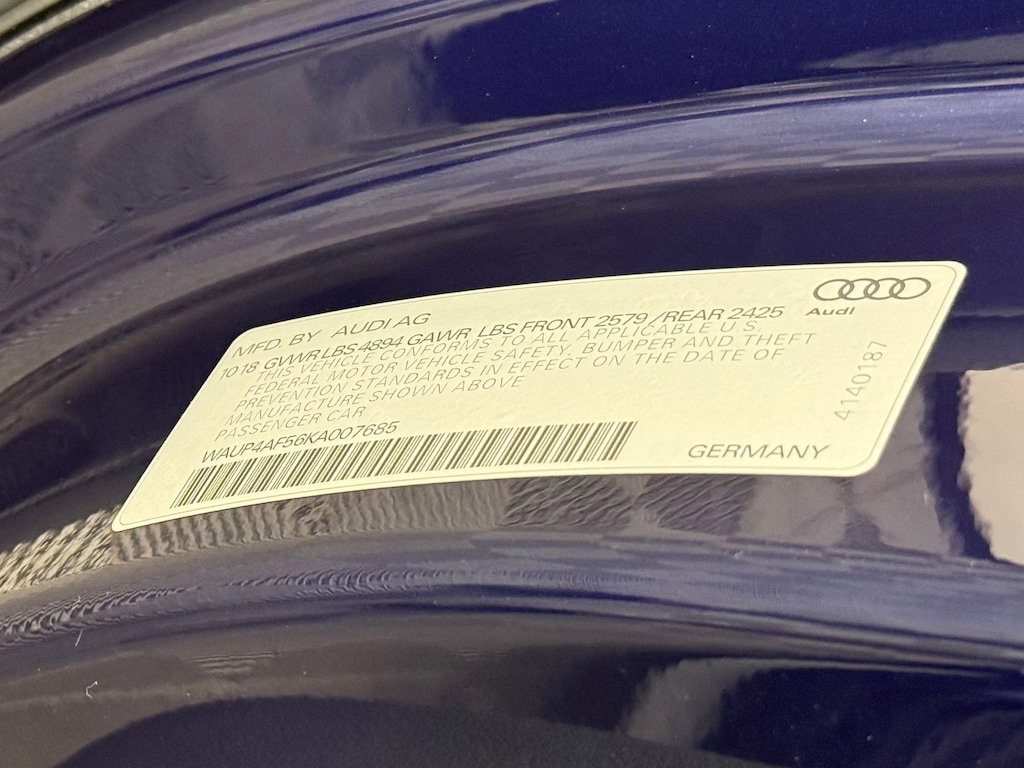 MFD. BY AUDI AG
1018 GVWR LBS 4894 GAWR LBS FRONT 2579 /REAR 2425
THIS VEHICLE CONFORMS TO ALL APPLICABLE U.S.
FEDERAL MOTOR VEHICLE SAFETY, BUMPER AND THEFT
PREVENTION STANDARDS IN EFFECT ON THE DATE OF
MANUFACTURE SHOWN ABOVE
PASSENGER CAR
WAUP4AF56KA007685
GERMANY
Audi
4140187